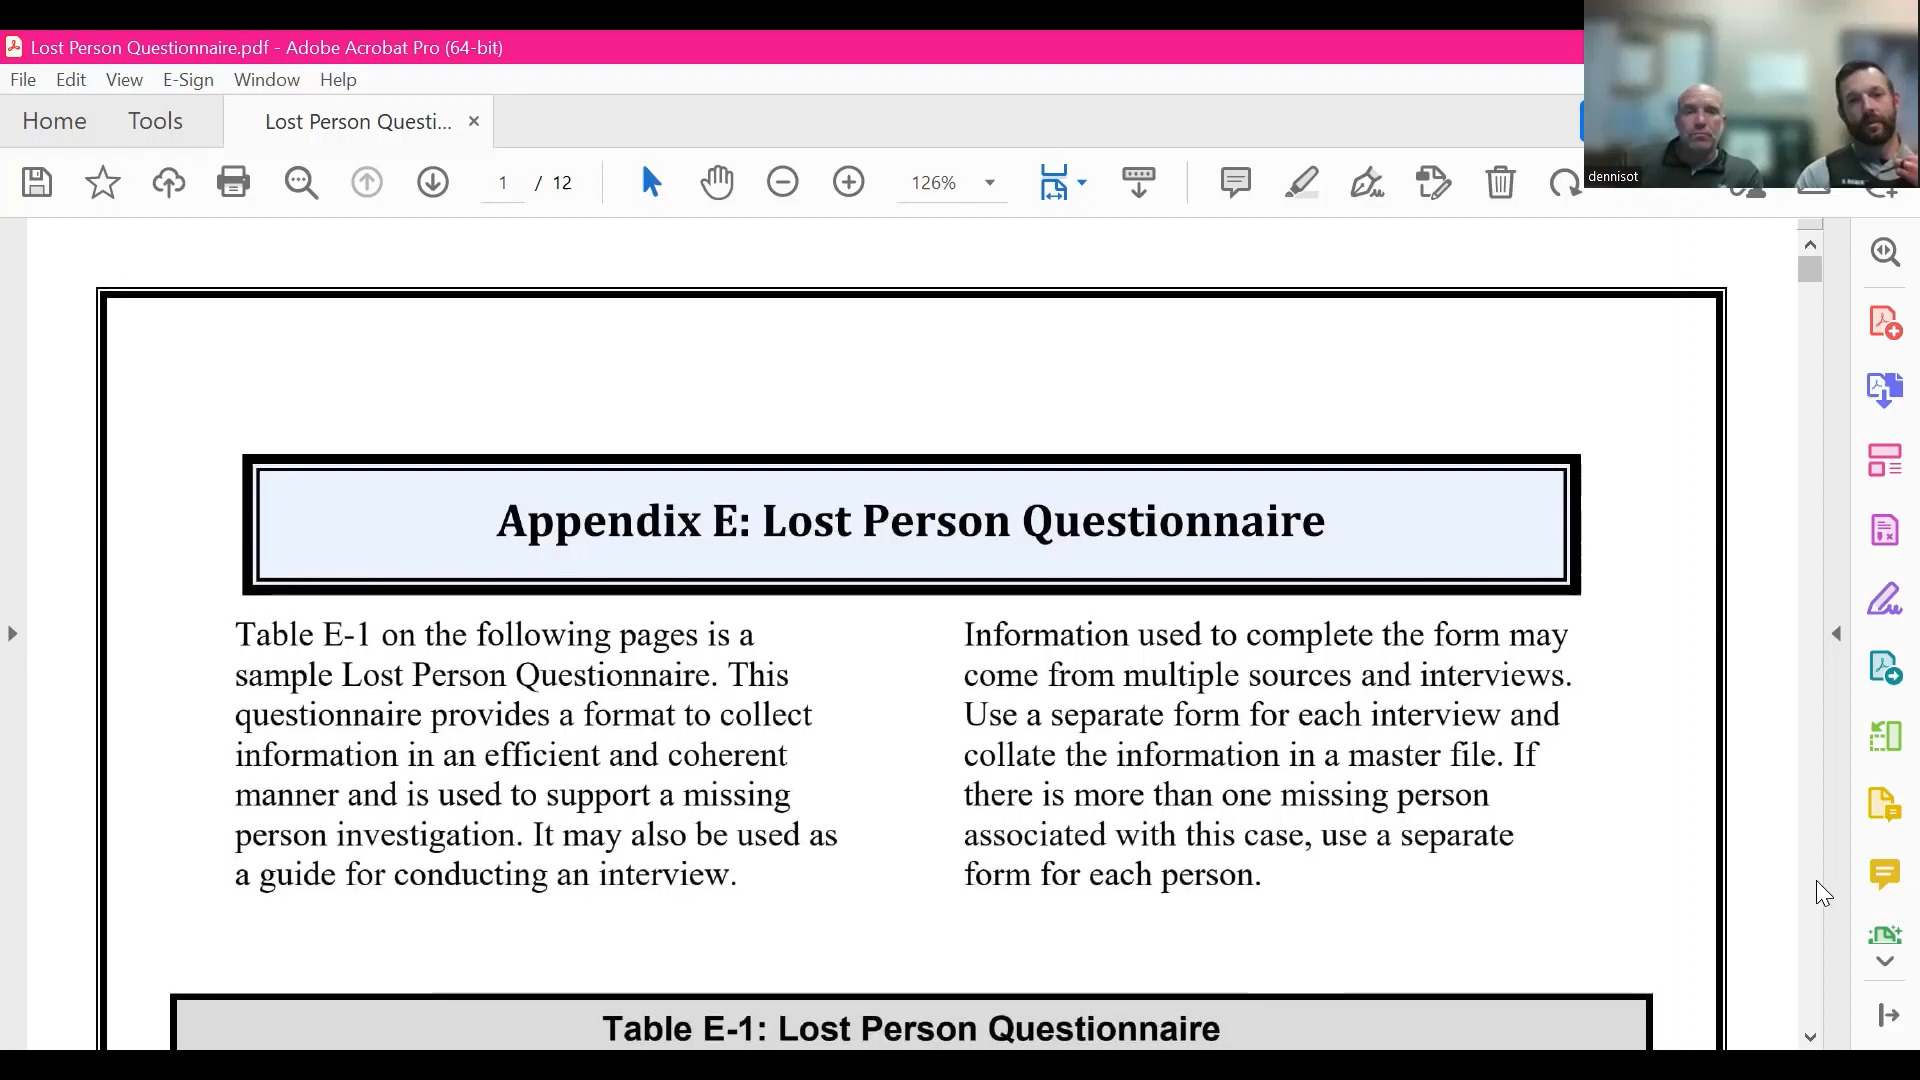 Lost Person Questionnaire.pdf - Adobe Acrobat Pro (64-bit)
File Edit View E-Sign Window Help
Home Tools Lost Person Questi... ×
1 / 12 126%
dennisot
Appendix E: Lost Person Questionnaire
Table E-1 on the following pages is a
sample Lost Person Questionnaire. This
questionnaire provides a format to collect
information in an efficient and coherent
manner and is used to support a missing
person investigation. It may also be used as
a guide for conducting an interview.
Information used to complete the form may
come from multiple sources and interviews.
Use a separate form for each interview and
collate the information in a master file. If
there is more than one missing person
associated with this case, use a separate
form for each person.
Table E-1: Lost Person Questionnaire